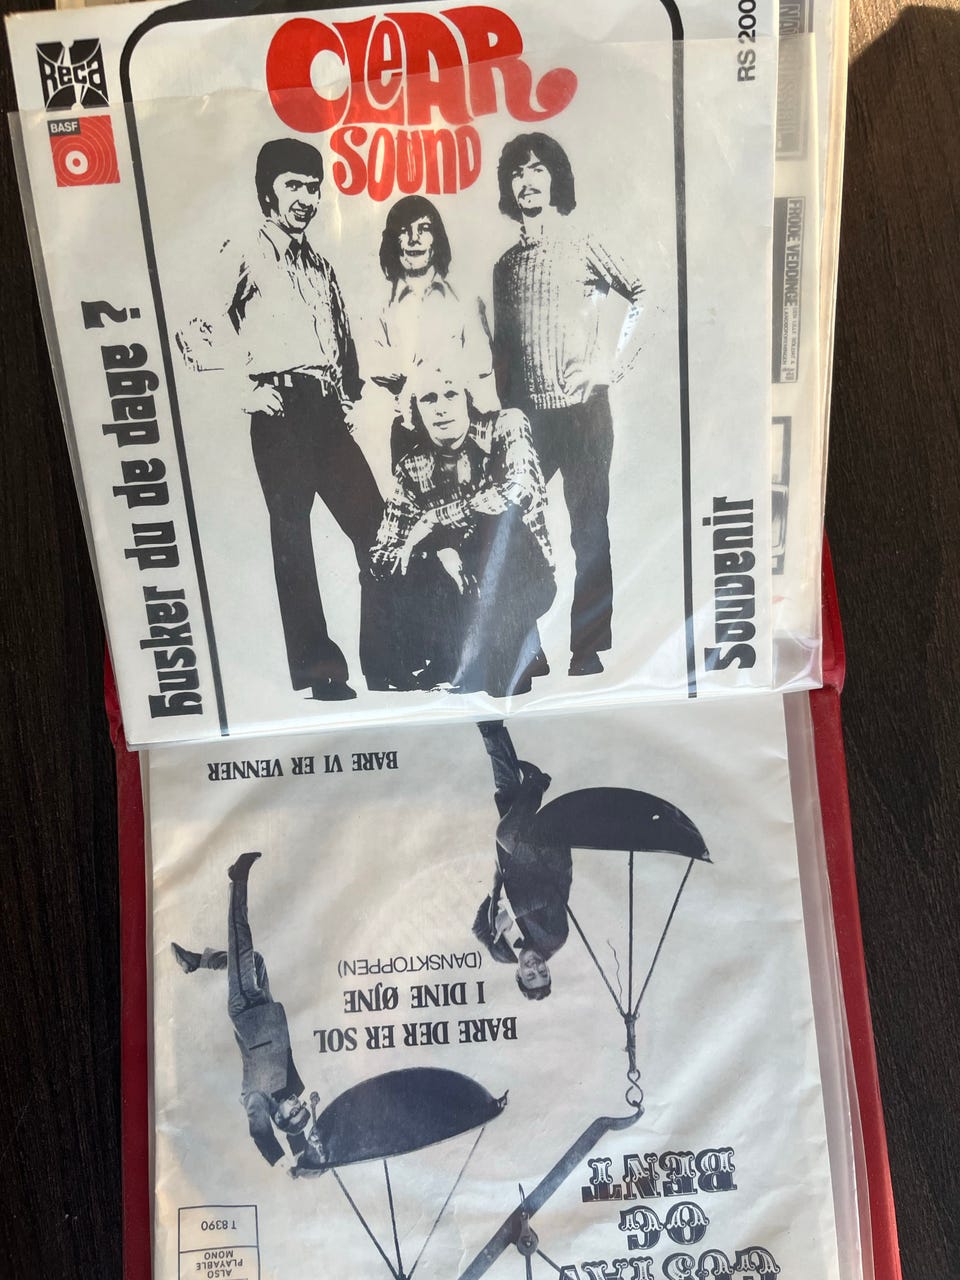 CLEAR
SOUND
Reca
BASF
RS 200
Husker du de dage ?
Souvenir
FRODE VEDDINGE
BARE VI ER VENNER
BARE DER ER SOL
I DINE ØJNE
(DANSKTOPPEN)
GUSTAV
OG
BENT
ALSO
PLAYABLE
MONO
T 8390